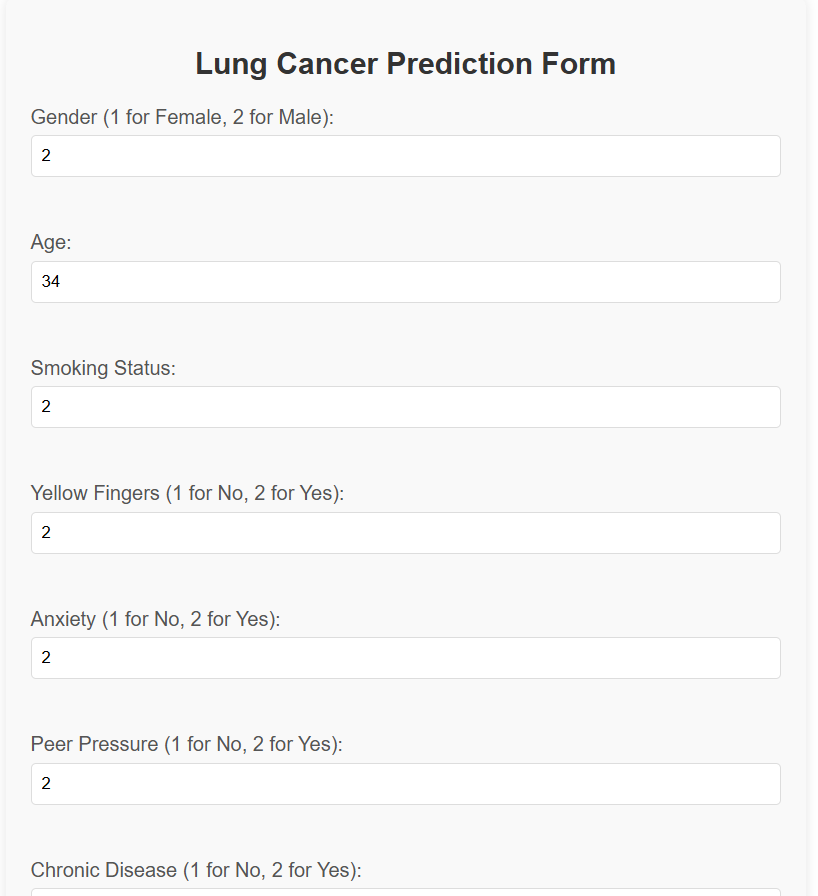 Lung Cancer Prediction Form
Gender (1 for Female, 2 for Male):
2
Age:
34
Smoking Status:
2
Yellow Fingers (1 for No, 2 for Yes):
2
Anxiety (1 for No, 2 for Yes):
2
Peer Pressure (1 for No, 2 for Yes):
2
Chronic Disease (1 for No, 2 for Yes):